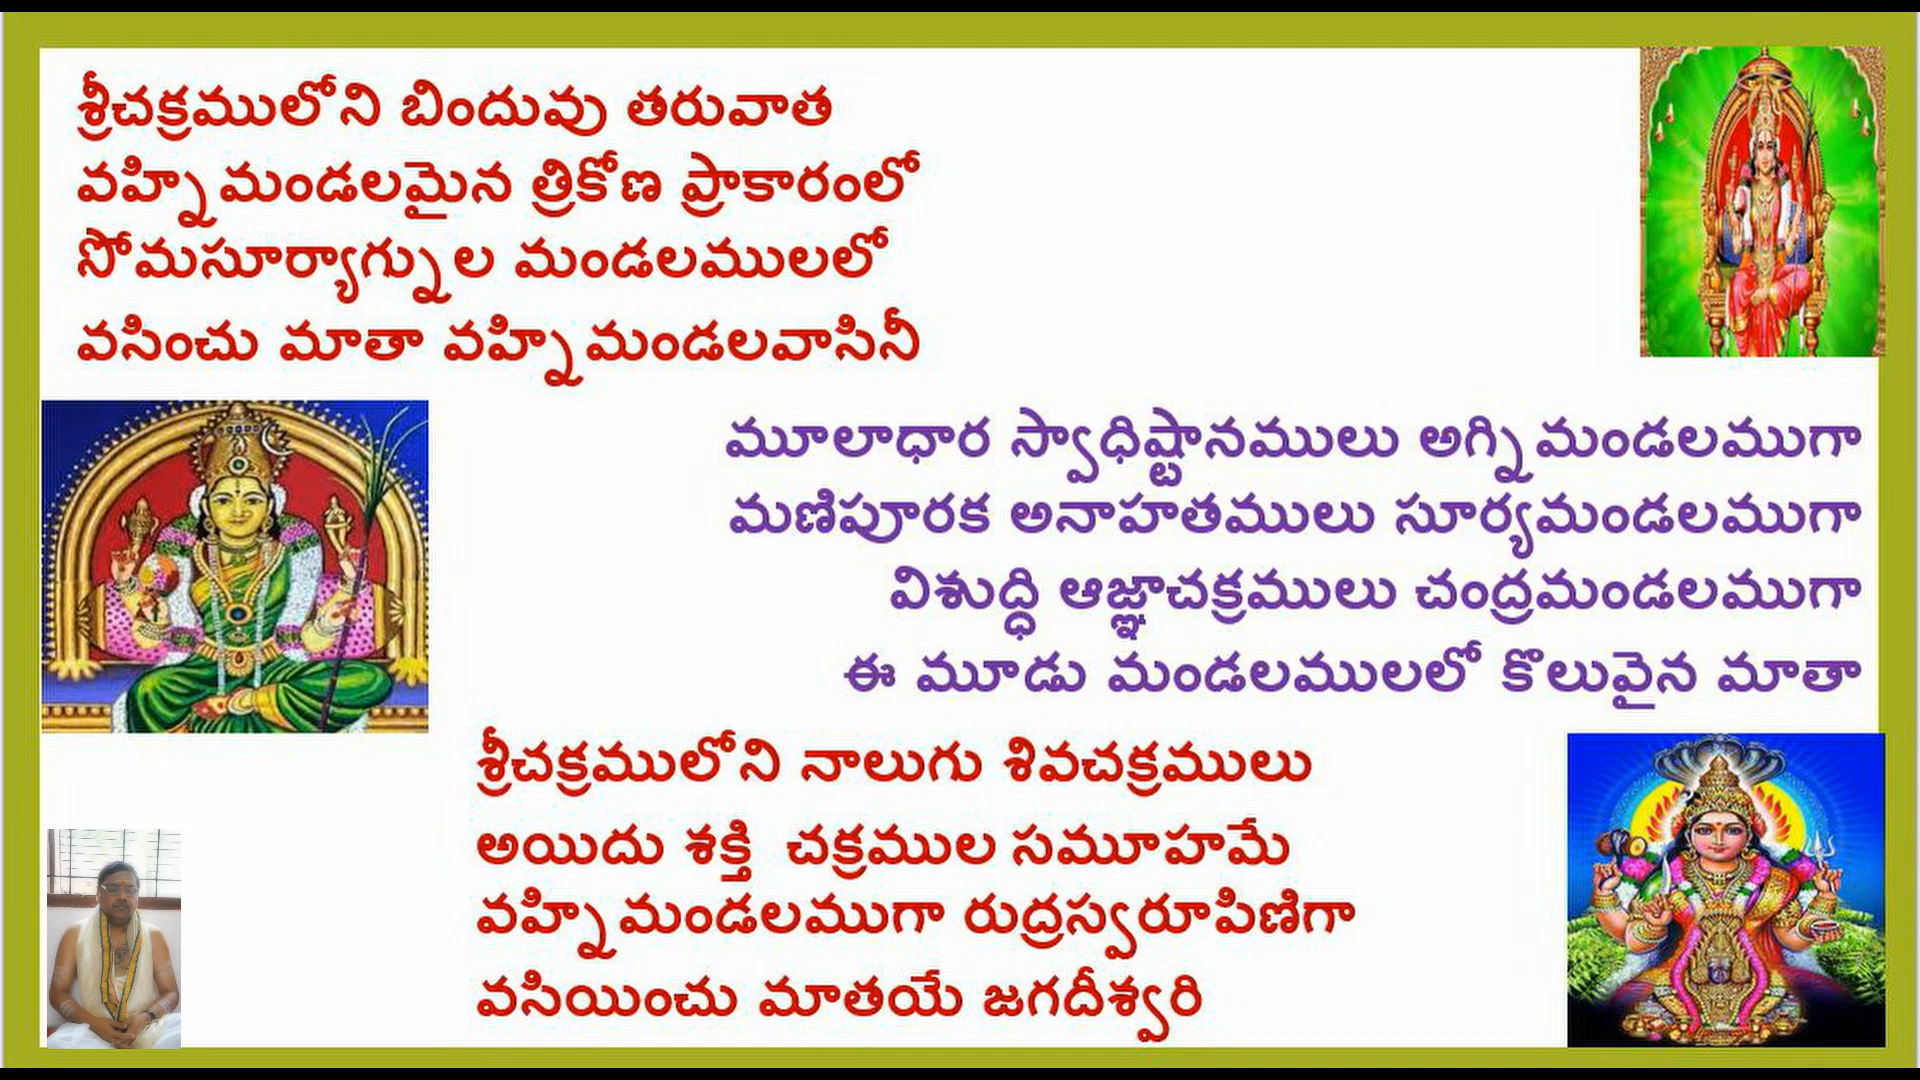 శ్రీచక్రములోని బిందువు తరువాత
వహ్నిమండలమైన త్రికోణ ప్రాకారంలో
సోమసూర్యాగ్నుల మండలములలో
వసించు మాతా వహ్నిమండలవాసినీ
మూలాధార స్వాధిష్టానములు అగ్నిమండలముగా
మణిపూరక అనాహతములు సూర్యమండలముగా
విశుద్ధి ఆజ్ఞాచక్రములు చంద్రమండలముగా
ఈ మూడు మండలములలో కొలువైన మాతా
శ్రీచక్రములోని నాలుగు శివచక్రములు
అయిదు శక్తి చక్రముల సమూహమే
వహ్నిమండలముగా రుద్రస్వరూపిణిగా
వసియించు మాతయే జగదీశ్వరి